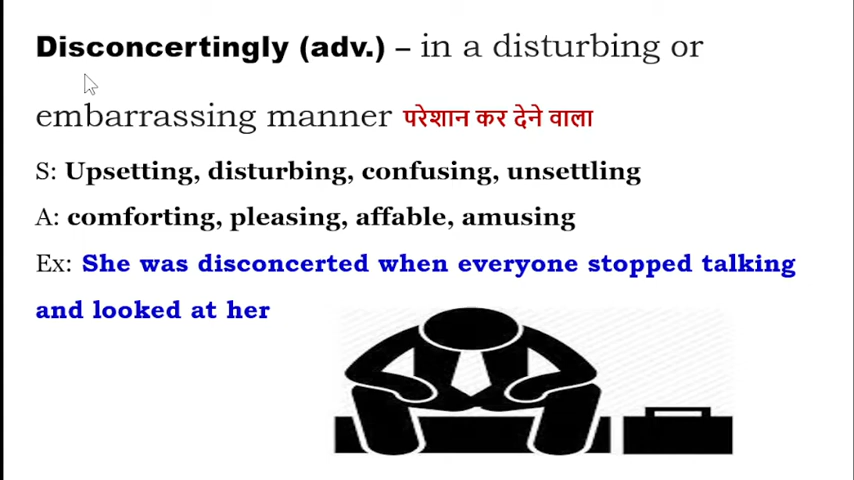 Disconcertingly (adv.) – in a disturbing or
embarrassing manner परेशान कर देने वाला
S: Upsetting, disturbing, confusing, unsettling
A: comforting, pleasing, affable, amusing
Ex: She was disconcerted when everyone stopped talking
and looked at her